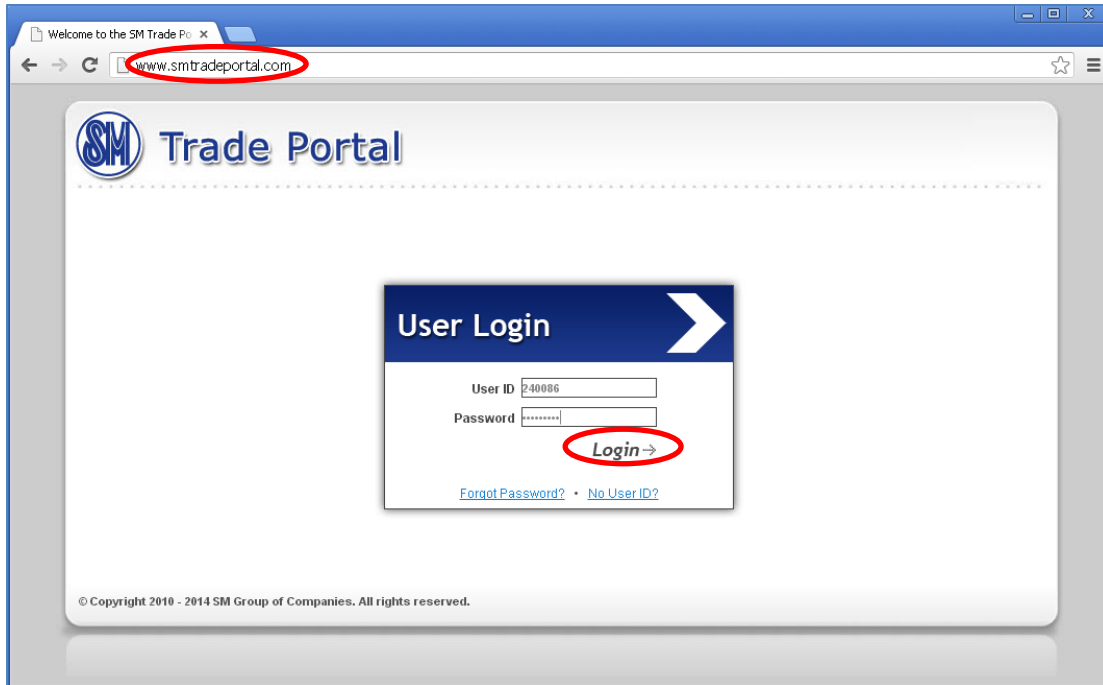 Welcome to the SM Trade Po
www.smtradeportal.com
SM Trade Portal
User Login
User ID 240086
Password •••••••••
Login
Forgot Password? • No User ID?
© Copyright 2010 - 2014 SM Group of Companies. All rights reserved.